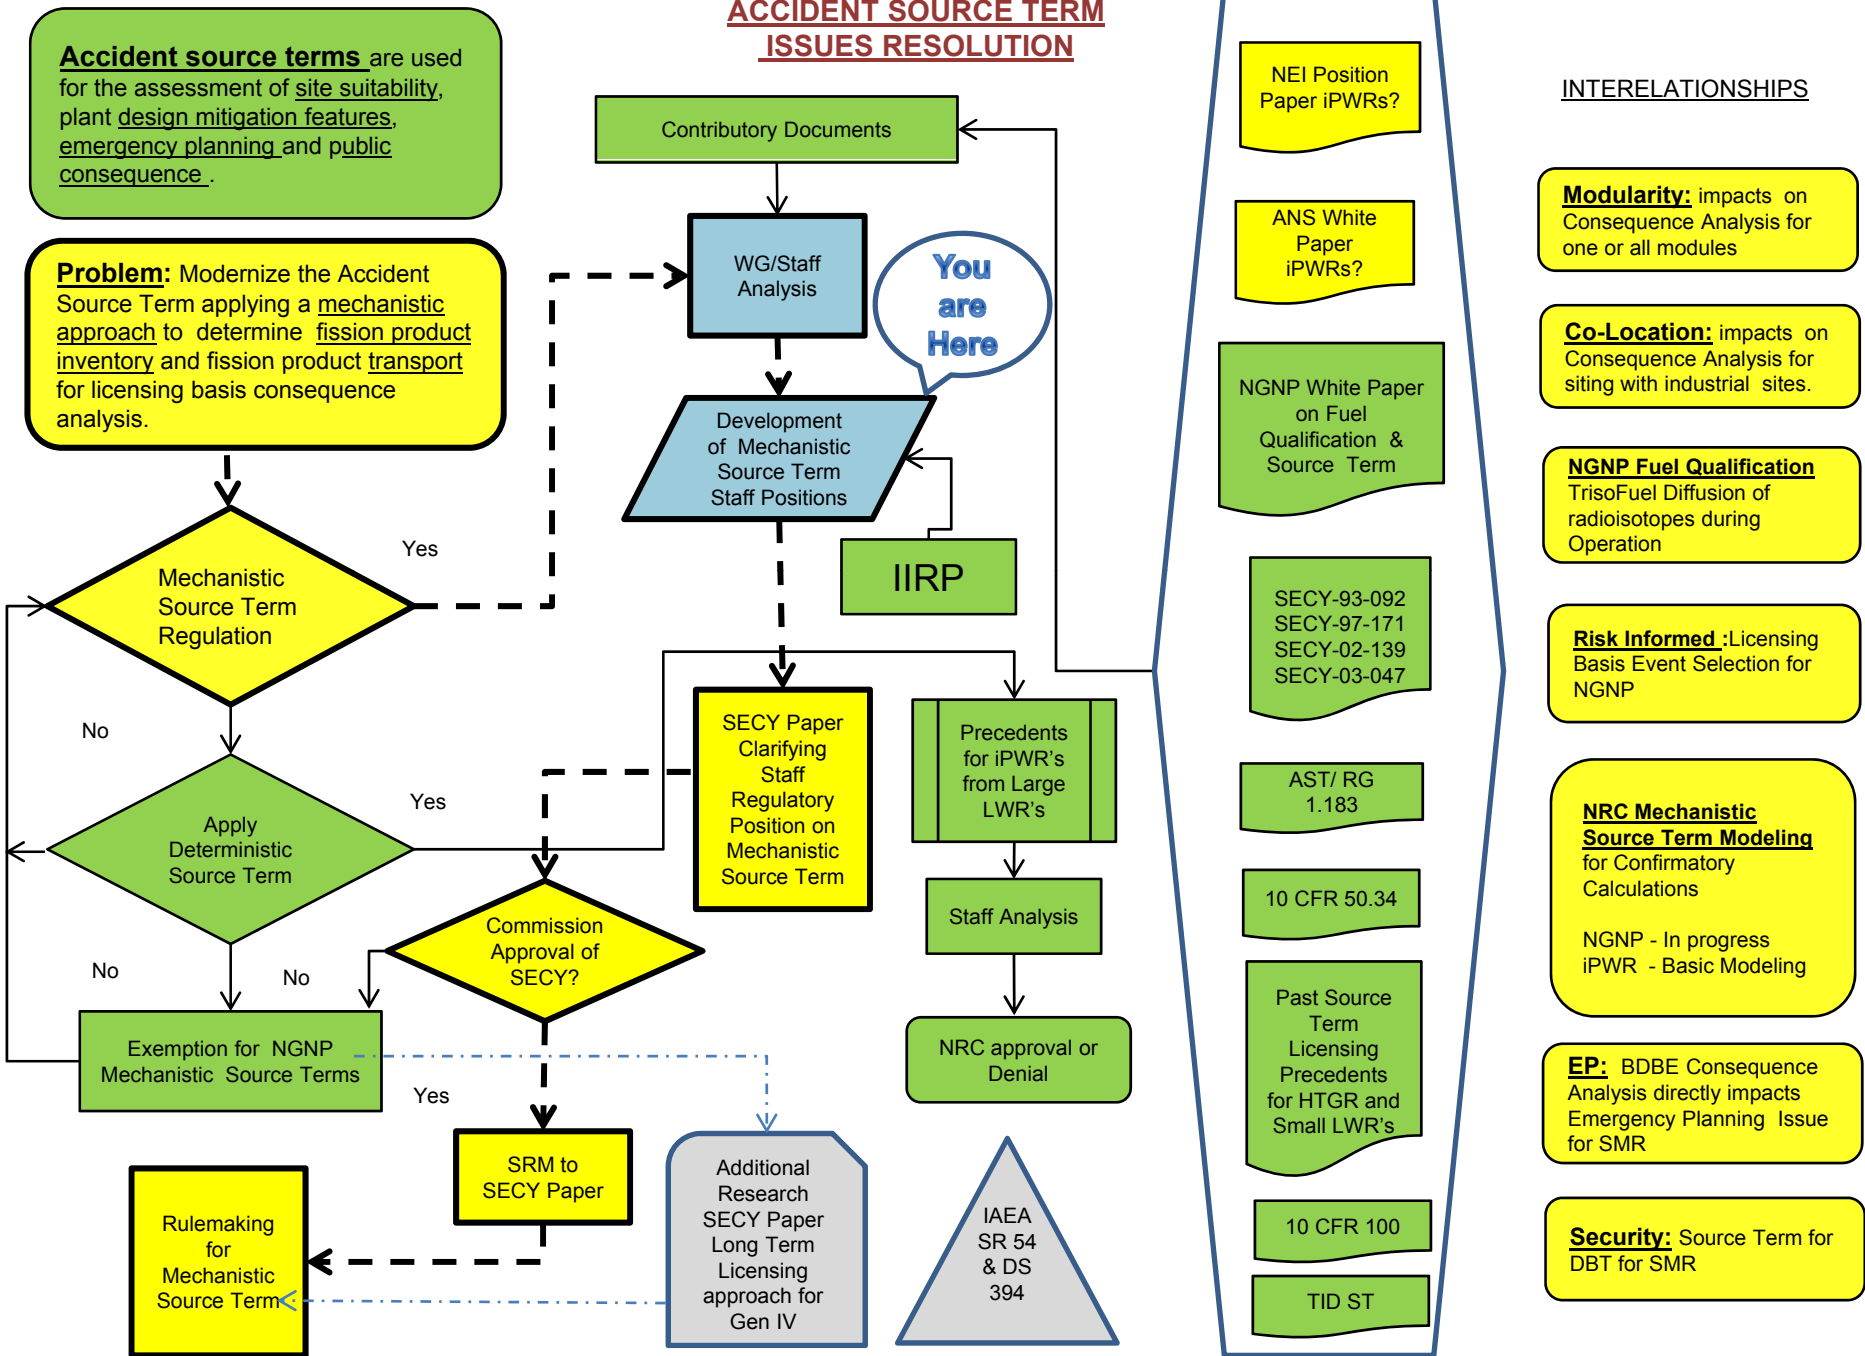 ACCIDENT SOURCE TERM
ISSUES RESOLUTION
Accident source terms are used
for the assessment of site suitability,
plant design mitigation features,
emergency planning and public
consequence .
Problem: Modernize the Accident
Source Term applying a mechanistic
approach to determine fission product
inventory and fission product transport
for licensing basis consequence
analysis.
Mechanistic
Source Term
Regulation
Yes
No
Apply
Deterministic
Source Term
Yes
No
Exemption for NGNP
Mechanistic Source Terms
Contributory Documents
WG/Staff
Analysis
You
are
Here
Development
of Mechanistic
Source Term
Staff Positions
IIRP
SECY Paper
Clarifying
Staff
Regulatory
Position on
Mechanistic
Source Term
Commission
Approval of
SECY?
No
Yes
SRM to
SECY Paper
Rulemaking
for
Mechanistic
Source Term
Additional
Research
SECY Paper
Long Term
Licensing
approach for
Gen IV
Precedents
for iPWR's
from Large
LWR's
Staff Analysis
NRC approval or
Denial
IAEA
SR 54
& DS
394
NEI Position
Paper iPWRs?
ANS White
Paper
iPWRs?
NGNP White Paper
on Fuel
Qualification &
Source Term
SECY-93-092
SECY-97-171
SECY-02-139
SECY-03-047
AST/ RG
1.183
10 CFR 50.34
Past Source
Term
Licensing
Precedents
for HTGR and
Small LWR's
10 CFR 100
TID ST
INTERELATIONSHIPS
Modularity: impacts on
Consequence Analysis for
one or all modules
Co-Location: impacts on
Consequence Analysis for
siting with industrial sites.
NGNP Fuel Qualification
TrisoFuel Diffusion of
radioisotopes during
Operation
Risk Informed :Licensing
Basis Event Selection for
NGNP
NRC Mechanistic
Source Term Modeling
for Confirmatory
Calculations
NGNP - In progress
iPWR - Basic Modeling
EP: BDBE Consequence
Analysis directly impacts
Emergency Planning Issue
for SMR
Security: Source Term for
DBT for SMR